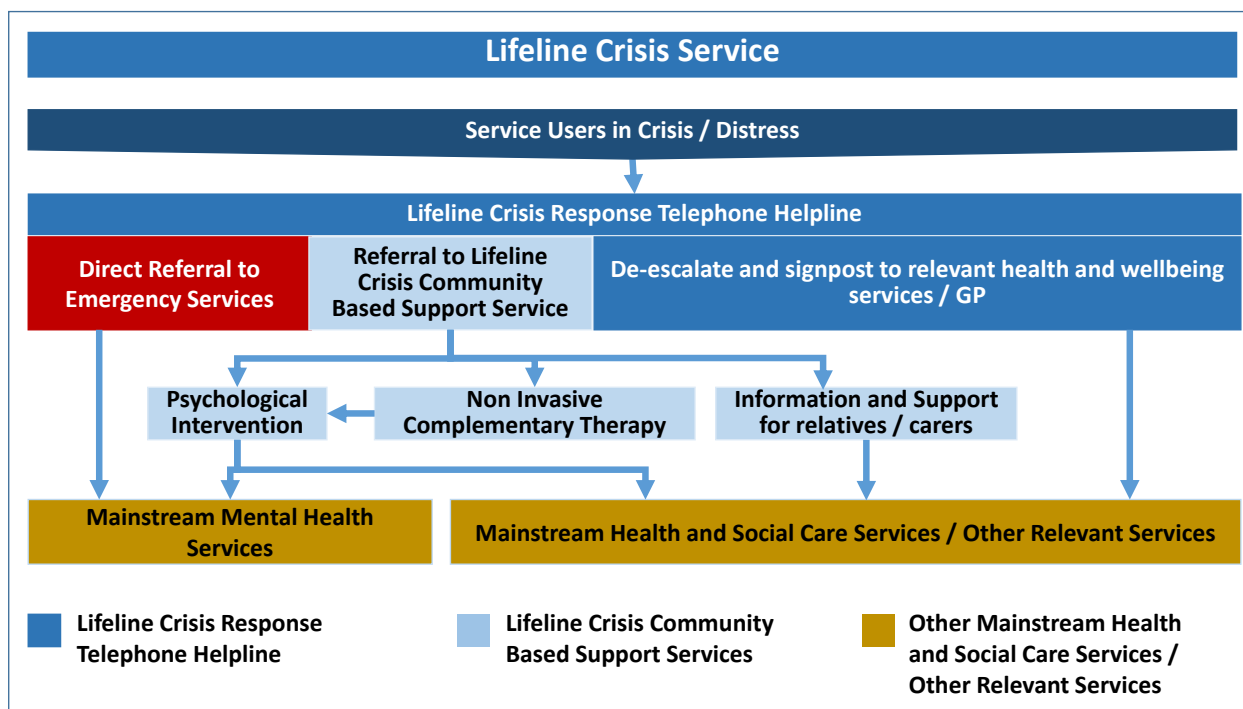 Lifeline Crisis Service
Service Users in Crisis / Distress
Lifeline Crisis Response Telephone Helpline
Direct Referral to
Emergency Services
Referral to Lifeline
Crisis Community
Based Support Service
De-escalate and signpost to relevant health and wellbeing
services / GP
Psychological
Intervention
Non Invasive
Complementary Therapy
Information and Support
for relatives / carers
Mainstream Mental Health
Services
Mainstream Health and Social Care Services / Other Relevant Services
Lifeline Crisis Response
Telephone Helpline
Lifeline Crisis Community
Based Support Services
Other Mainstream Health
and Social Care Services /
Other Relevant Services